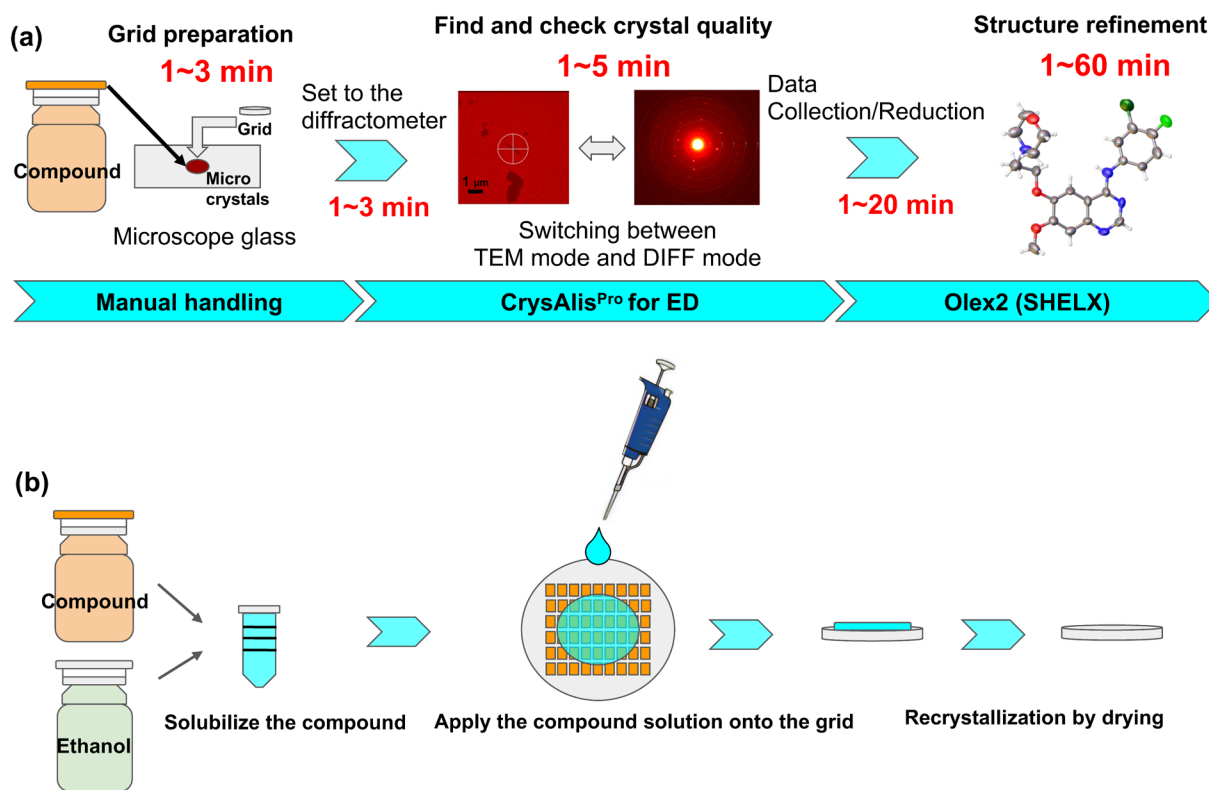 (a)
Grid preparation
1~3 min
Compound
Grid
Micro
crystals
Microscope glass
Set to the
diffractometer
1~3 min
Find and check crystal quality
1~5 min
1 μm
Switching between
TEM mode and DIFF mode
Data
Collection/Reduction
1~20 min
Structure refinement
1~60 min
Manual handling
CrysAlisPro for ED
Olex2 (SHELX)
(b)
Compound
Ethanol
Solubilize the compound
Apply the compound solution onto the grid
Recrystallization by drying